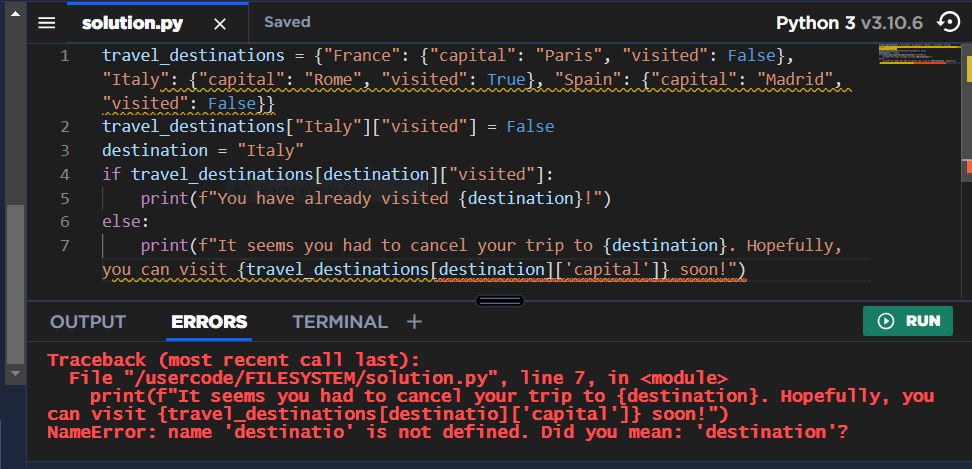 solution.py × Saved Python 3 v3.10.6
1 travel_destinations = {"France": {"capital": "Paris", "visited": False},
"Italy": {"capital": "Rome", "visited": True}, "Spain": {"capital": "Madrid",
"visited": False}}
2 travel_destinations["Italy"]["visited"] = False
3 destination = "Italy"
4 if travel_destinations[destination]["visited"]:
5     print(f"You have already visited {destination}!")
6 else:
7     print(f"It seems you had to cancel your trip to {destination}. Hopefully,
you can visit {travel_destinations[destination]['capital']} soon!")
OUTPUT ERRORS TERMINAL + RUN
Traceback (most recent call last):
  File "/usercode/FILESYSTEM/solution.py", line 7, in <module>
    print(f"It seems you had to cancel your trip to {destination}. Hopefully, you
can visit {travel_destinations[destinatio]['capital']} soon!")
NameError: name 'destinatio' is not defined. Did you mean: 'destination'?